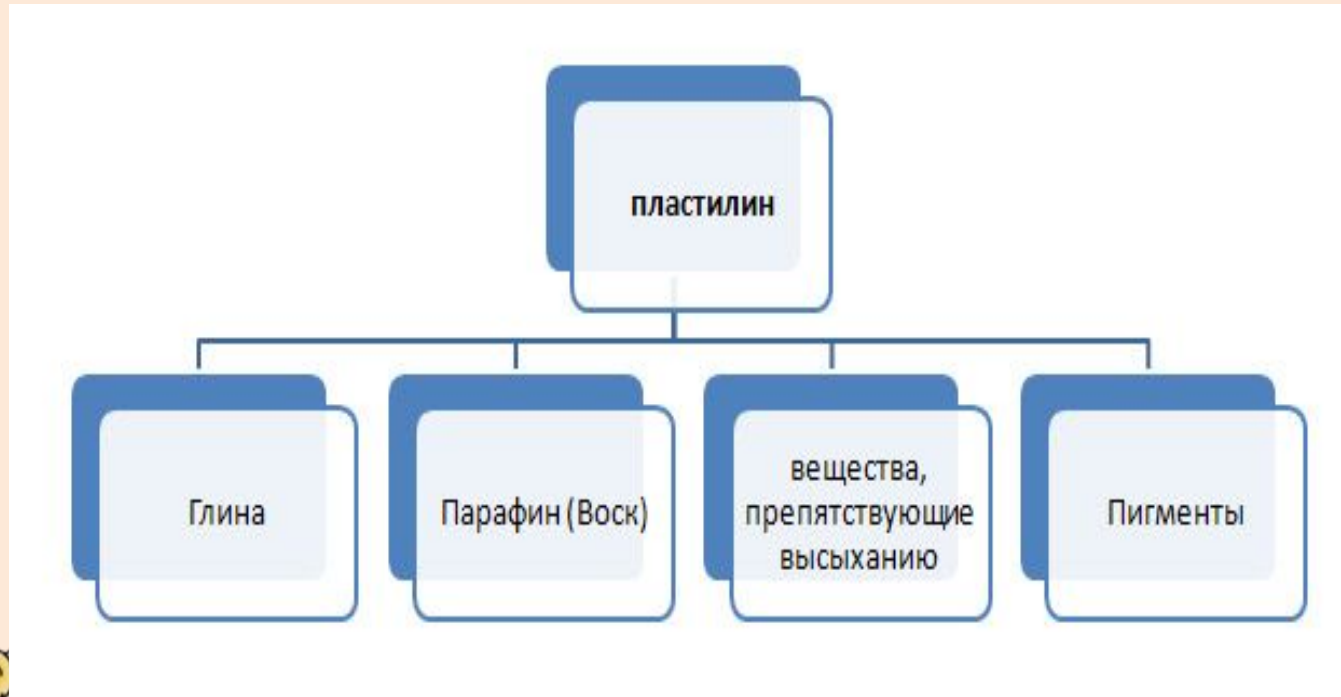 пластилин
Глина
Парафин (Воск)
вещества,
препятствующие
высыханию
Пигменты